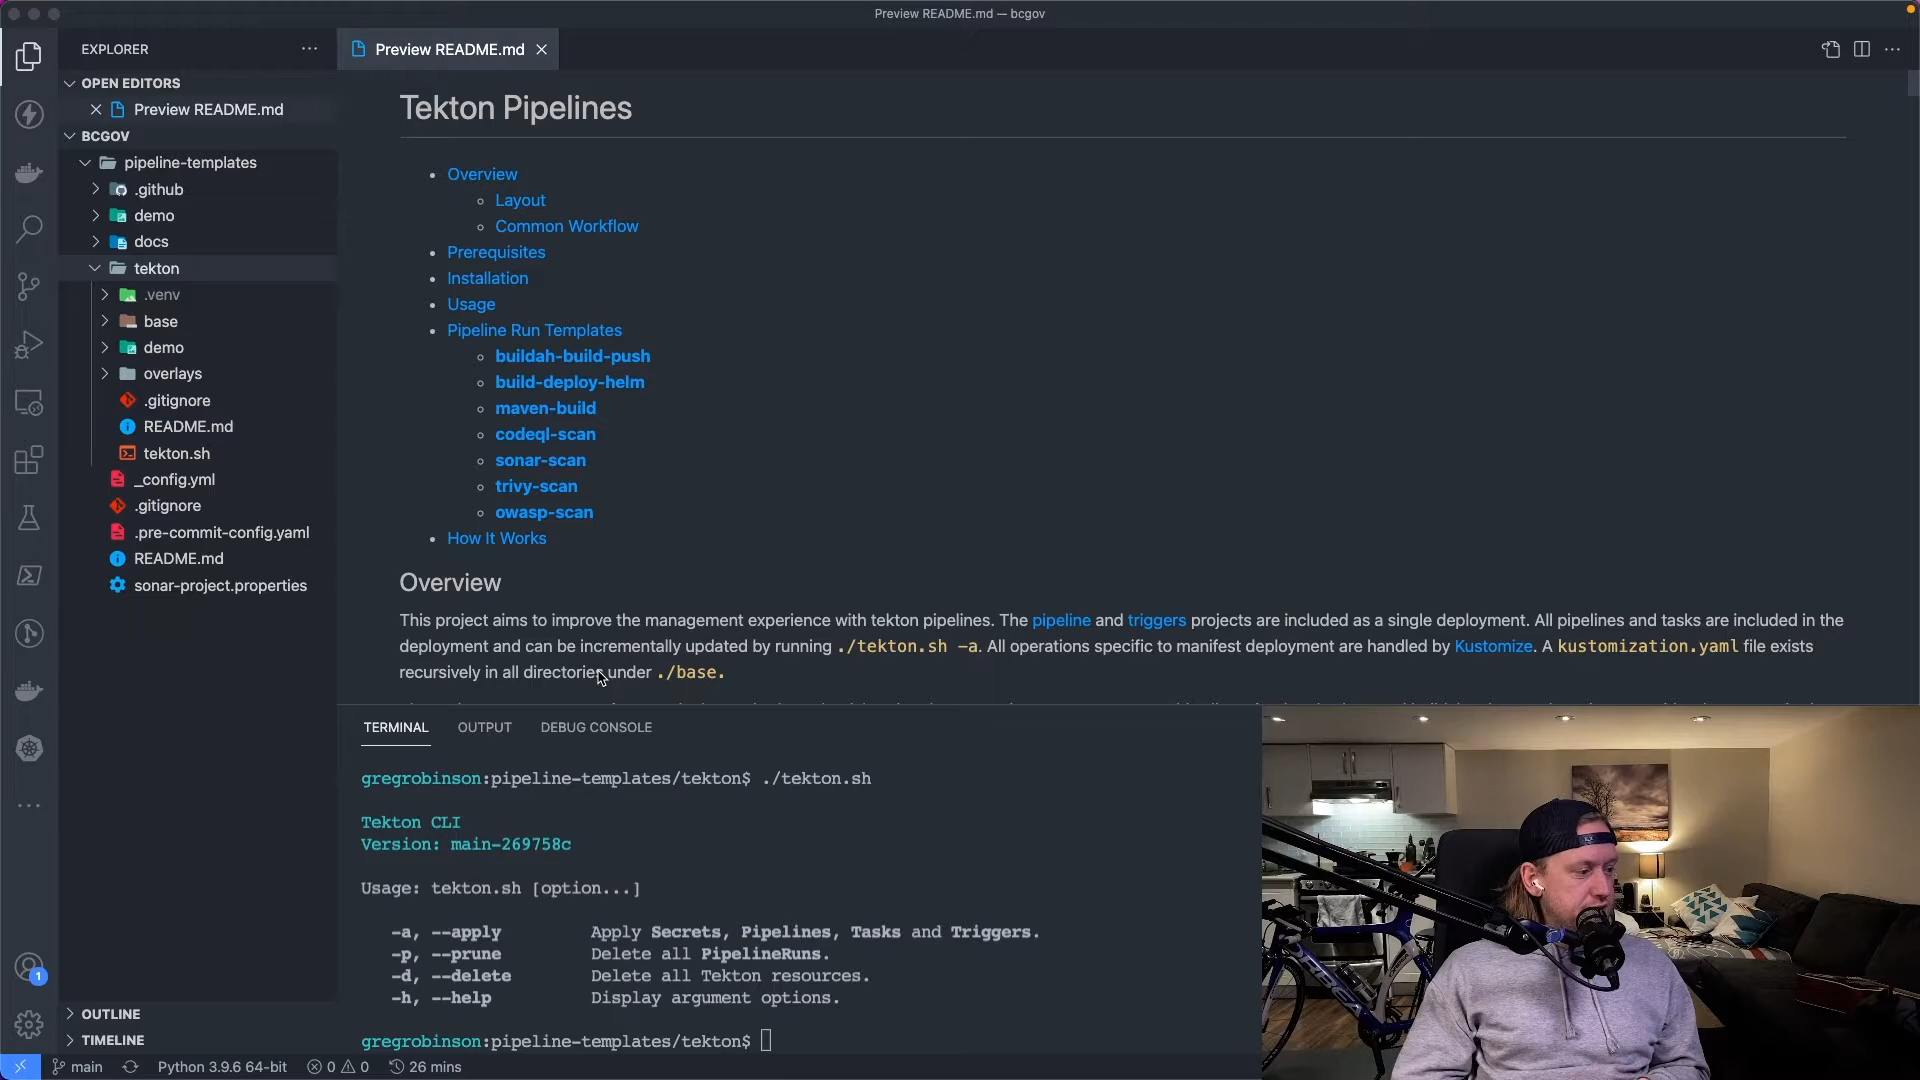 Preview README.md — bcgov
EXPLORER
Preview README.md
OPEN EDITORS
Preview README.md
BCGOV
pipeline-templates
.github
demo
docs
tekton
.venv
base
demo
overlays
.gitignore
README.md
tekton.sh
_config.yml
.gitignore
.pre-commit-config.yaml
README.md
sonar-project.properties
OUTLINE
TIMELINE
Tekton Pipelines
Overview
Layout
Common Workflow
Prerequisites
Installation
Usage
Pipeline Run Templates
buildah-build-push
build-deploy-helm
maven-build
codeql-scan
sonar-scan
trivy-scan
owasp-scan
How It Works
Overview
This project aims to improve the management experience with tekton pipelines. The pipeline and triggers projects are included as a single deployment. All pipelines and tasks are included in the
deployment and can be incrementally updated by running ./tekton.sh -a. All operations specific to manifest deployment are handled by Kustomize. A kustomization.yaml file exists
recursively in all directories under ./base.
TERMINAL OUTPUT DEBUG CONSOLE
gregrobinson:pipeline-templates/tekton$ ./tekton.sh
Tekton CLI
Version: main-269758c
Usage: tekton.sh [option...]
-a, --apply Apply Secrets, Pipelines, Tasks and Triggers.
-p, --prune Delete all PipelineRuns.
-d, --delete Delete all Tekton resources.
-h, --help Display argument options.
gregrobinson:pipeline-templates/tekton$
1
main Python 3.9.6 64-bit 0 0 26 mins